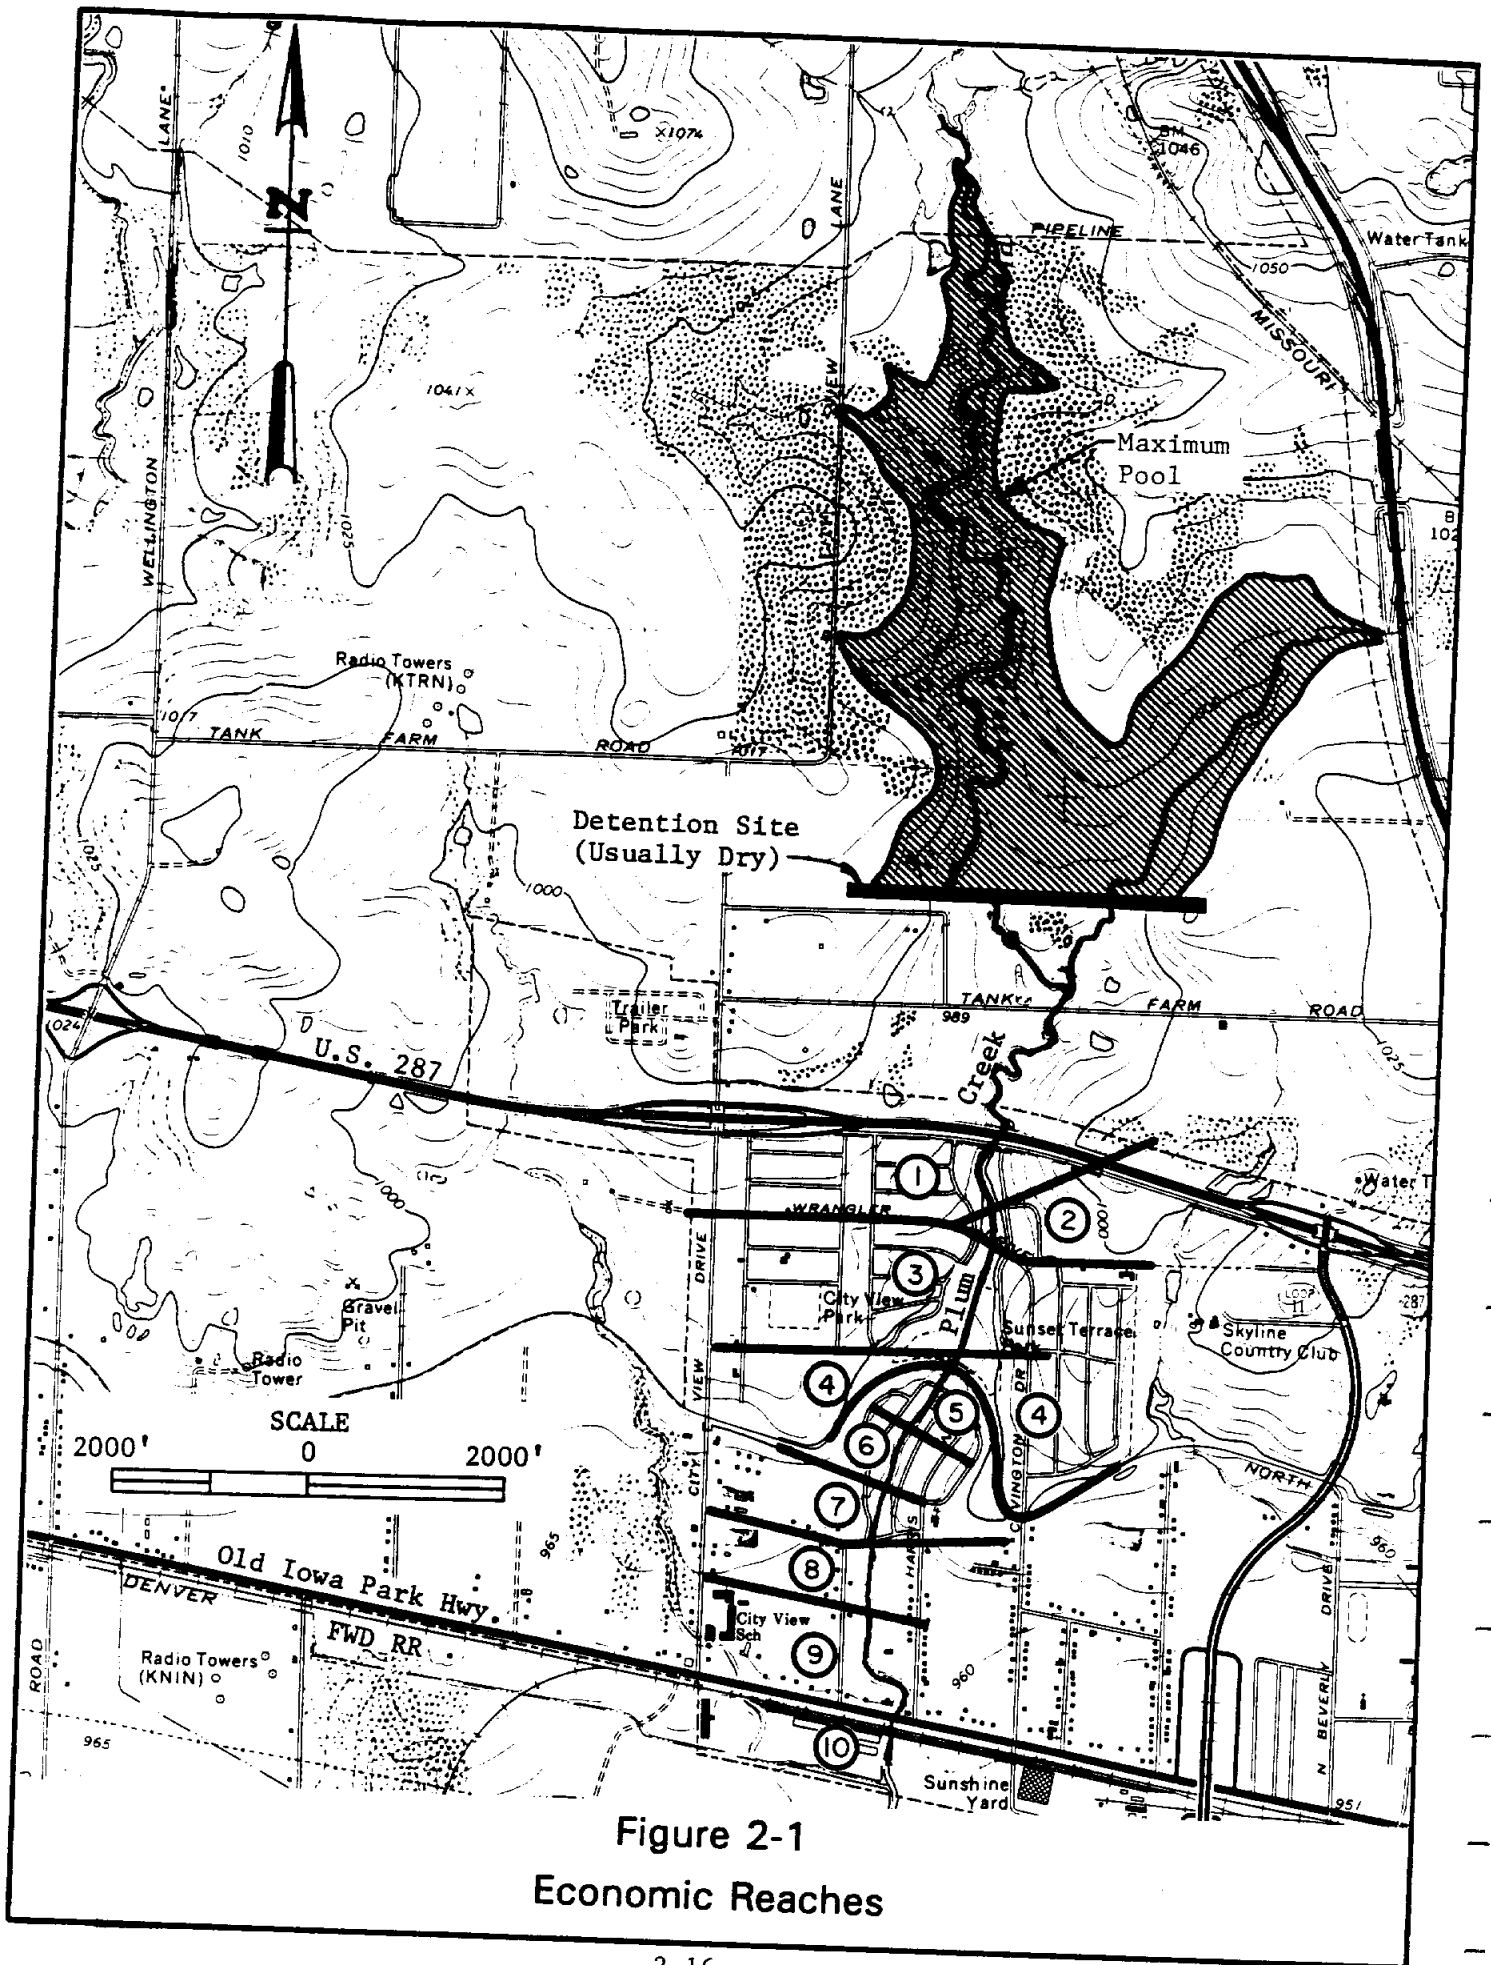 LANE
1010
N
X1074
LANE
BM
1046
PIPELINE
Water Tank
1050
MISSOURI
VIEW
1041X
Maximum
Pool
WELLINGTON
1025
Radio Towers
(KTRN)
1017
TANK FARM ROAD
1017
Detention Site
(Usually Dry)
1025
1000
Trailer
Park
TANK FARM ROAD
989
1024
U.S. 287
Creek
1025
1
Water T
1000
WRANGLER
2
1000
DRIVE
3
Plum
City View
Park
LOOP
11
287
Sunset Terrace
Park
Skyline
Country Club
Gravel
Pit
Radio
Tower
VIEW
4
5
4
DR
SCALE
2000' 0 2000'
6
COVINGTON
NORTH
CITY
7
HARRIS
965
960
8
Old Iowa Park Hwy.
DENVER
DRIVE
City View
Sch
FWD RR
9
Radio Towers
(KNIN)
ROAD
960
BEVERLY
N
965
10
Sunshine
Yard
951
Figure 2-1
Economic Reaches